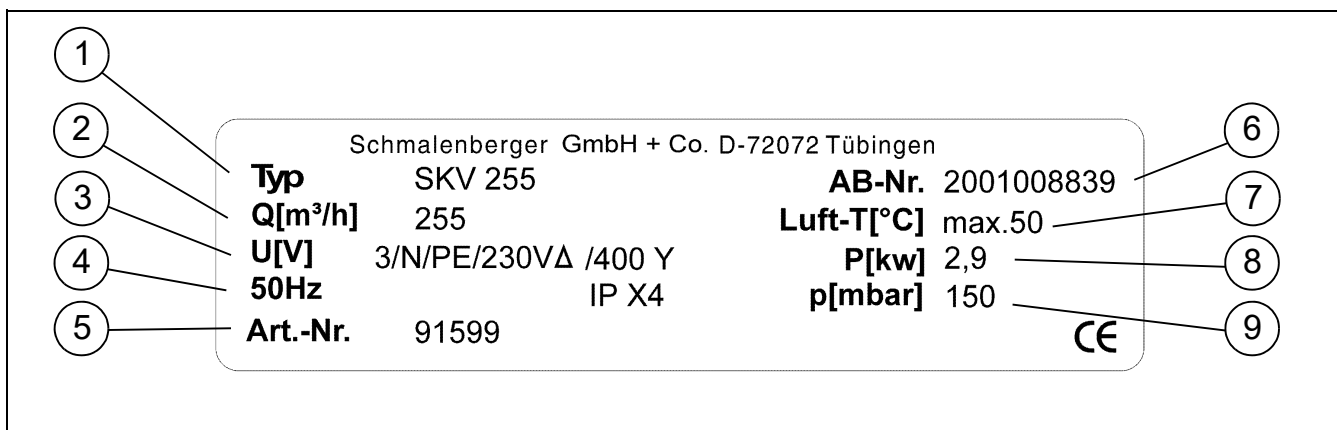 1
2
3
4
5
6
7
8
9
Schmalenberger GmbH + Co. D-72072 Tübingen
Typ SKV 255 AB-Nr. 2001008839
Q[m³/h] 255 Luft-T[°C] max.50
U[V] 3/N/PE/230VΔ /400 Y P[kw] 2,9
50Hz IP X4 p[mbar] 150
Art.-Nr. 91599 CE